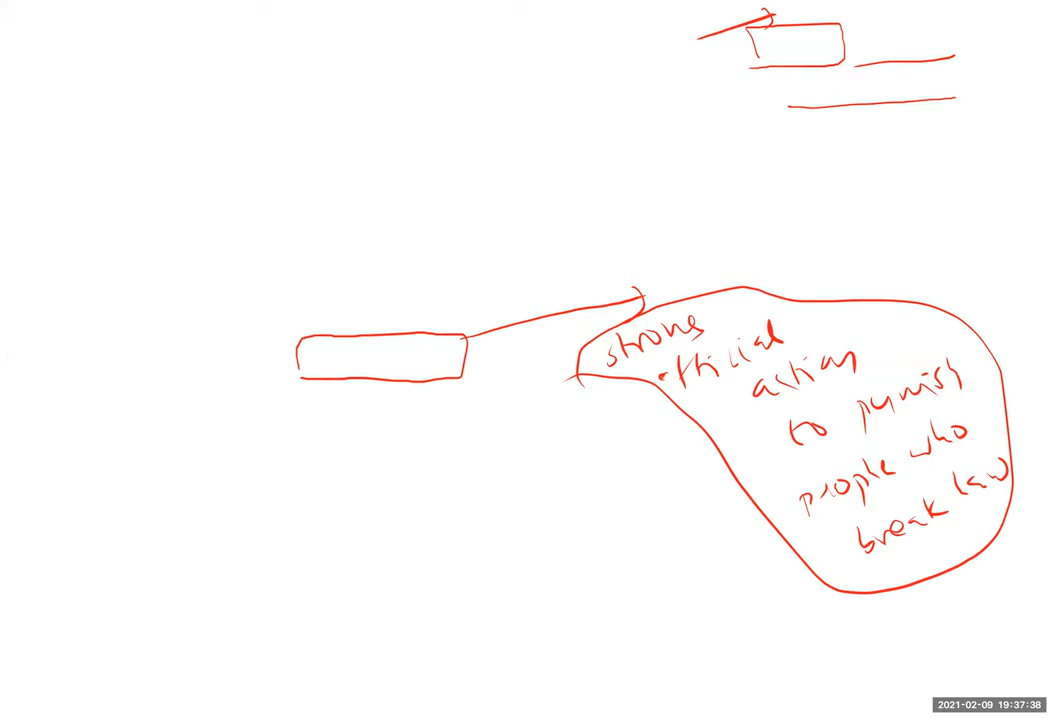 strong
official
action
to punish
people who
break law
2021-02-09 19:37:38